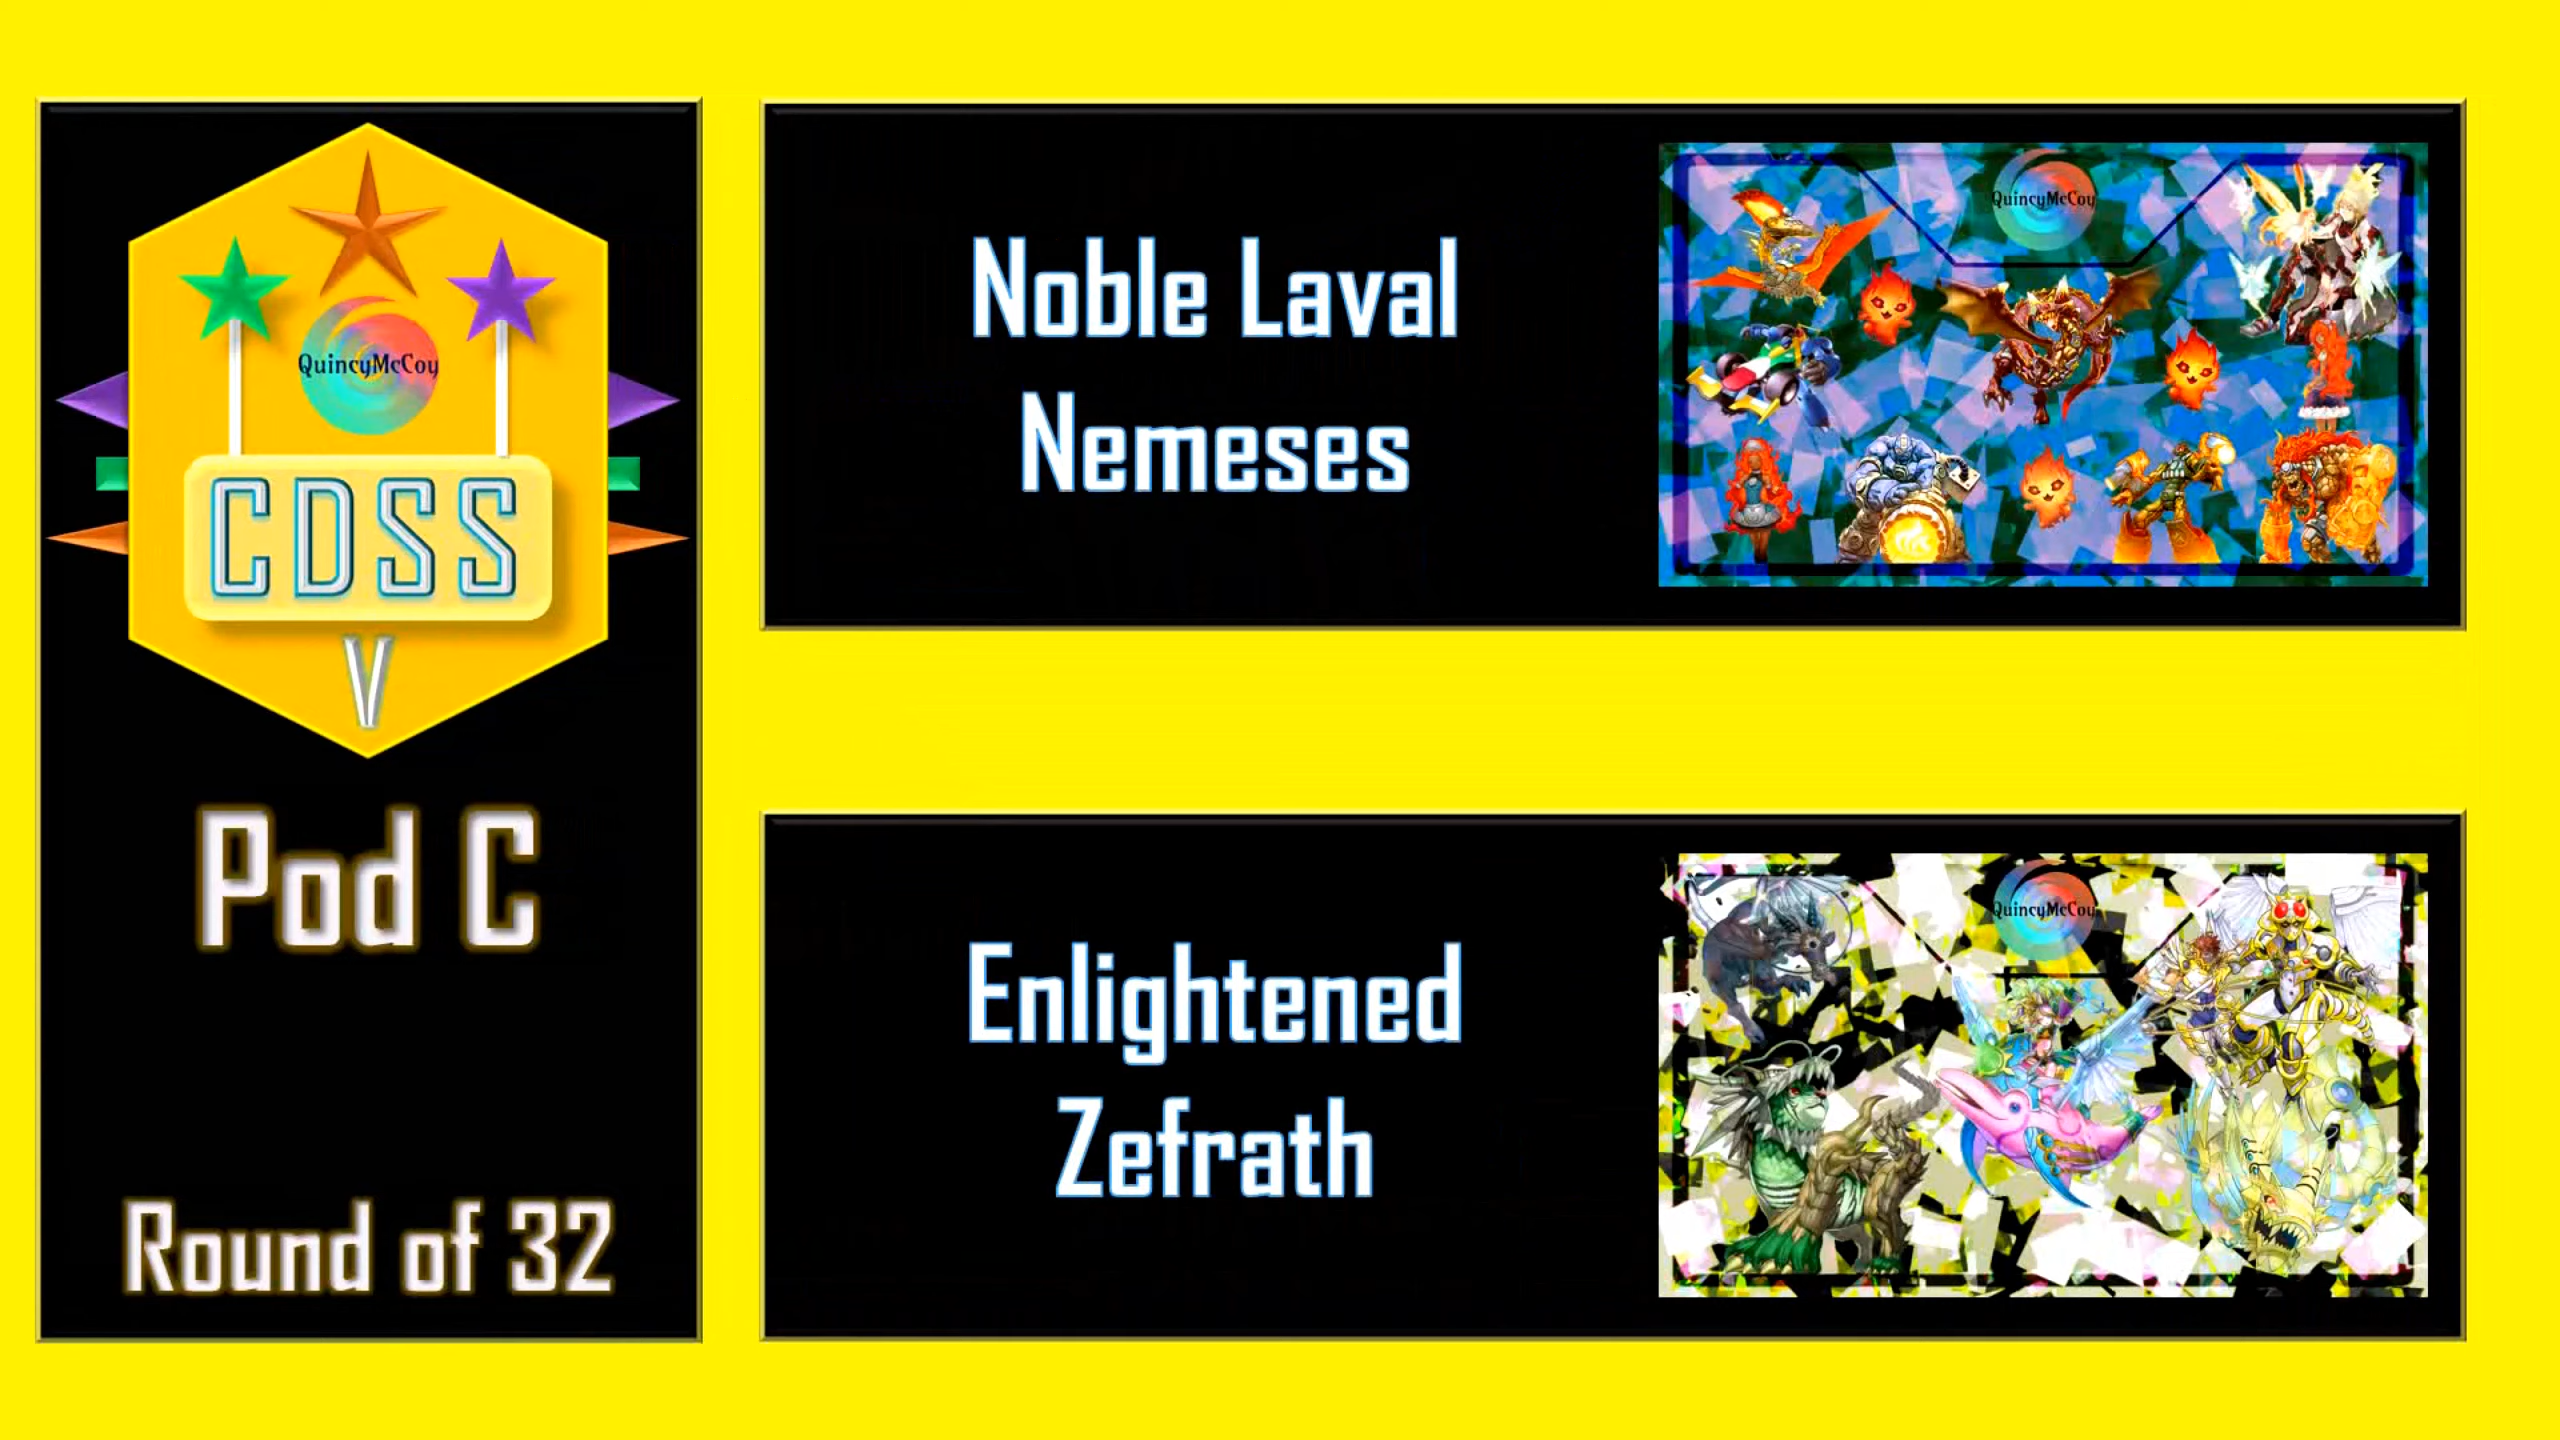 QuincyMcCoy
CDSS
V
Pod C
Round of 32
Noble Laval
Nemeses
QuincyMcCoy
Enlightened
Zefrath
QuincyMcCoy